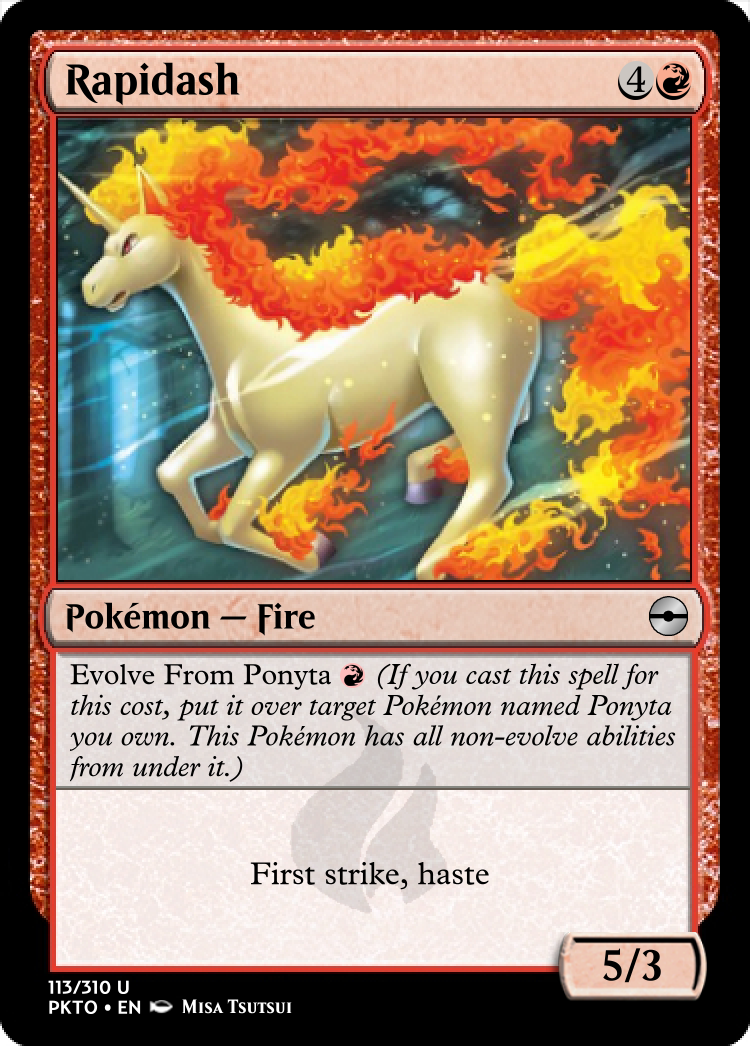 Rapidash 4
Pokémon — Fire
Evolve From Ponyta (If you cast this spell for
this cost, put it over target Pokémon named Ponyta
you own. This Pokémon has all non-evolve abilities
from under it.)
First strike, haste
5/3
113/310 U
PKTO • EN Misa Tsutsui